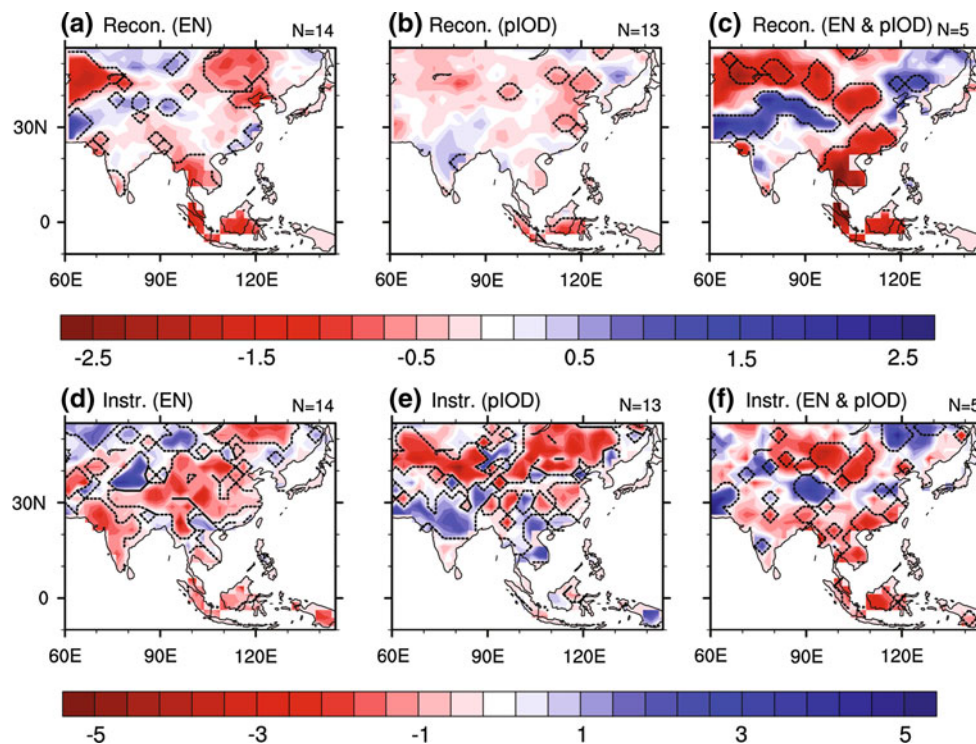 (a) Recon. (EN) N=14
(b) Recon. (pIOD) N=13
(c) Recon. (EN & pIOD) N=5
30N
0
60E 90E 120E
60E 90E 120E
60E 90E 120E
-2.5 -1.5 -0.5 0.5 1.5 2.5
(d) Instr. (EN) N=14
(e) Instr. (pIOD) N=13
(f) Instr. (EN & pIOD) N=5
30N
0
60E 90E 120E
60E 90E 120E
60E 90E 120E
-5 -3 -1 1 3 5